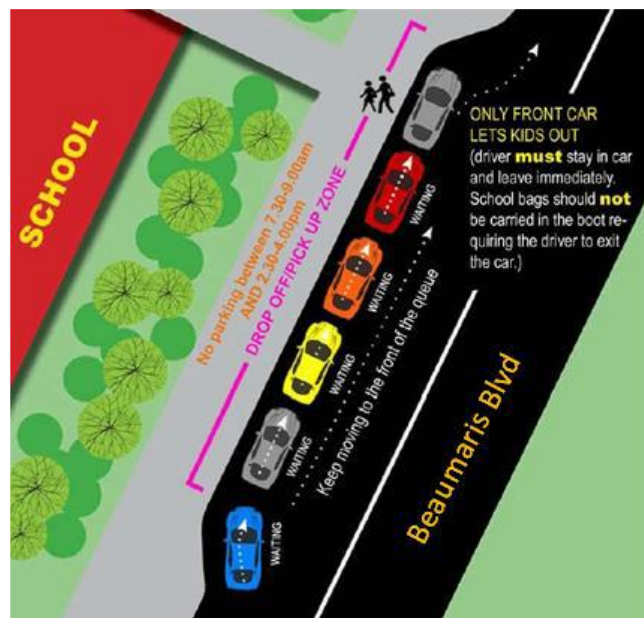 SCHOOL
No parking between 7.30-9.00am
AND 2.30-4.00pm
DROP OFF/PICK UP ZONE
ONLY FRONT CAR
LETS KIDS OUT
(driver must stay in car
and leave immediately.
School bags should not
be carried in the boot re-
quiring the driver to exit
the car.)
WAITING
WAITING
WAITING
WAITING
WAITING
Keep moving to the front of the queue
Beaumaris Blvd